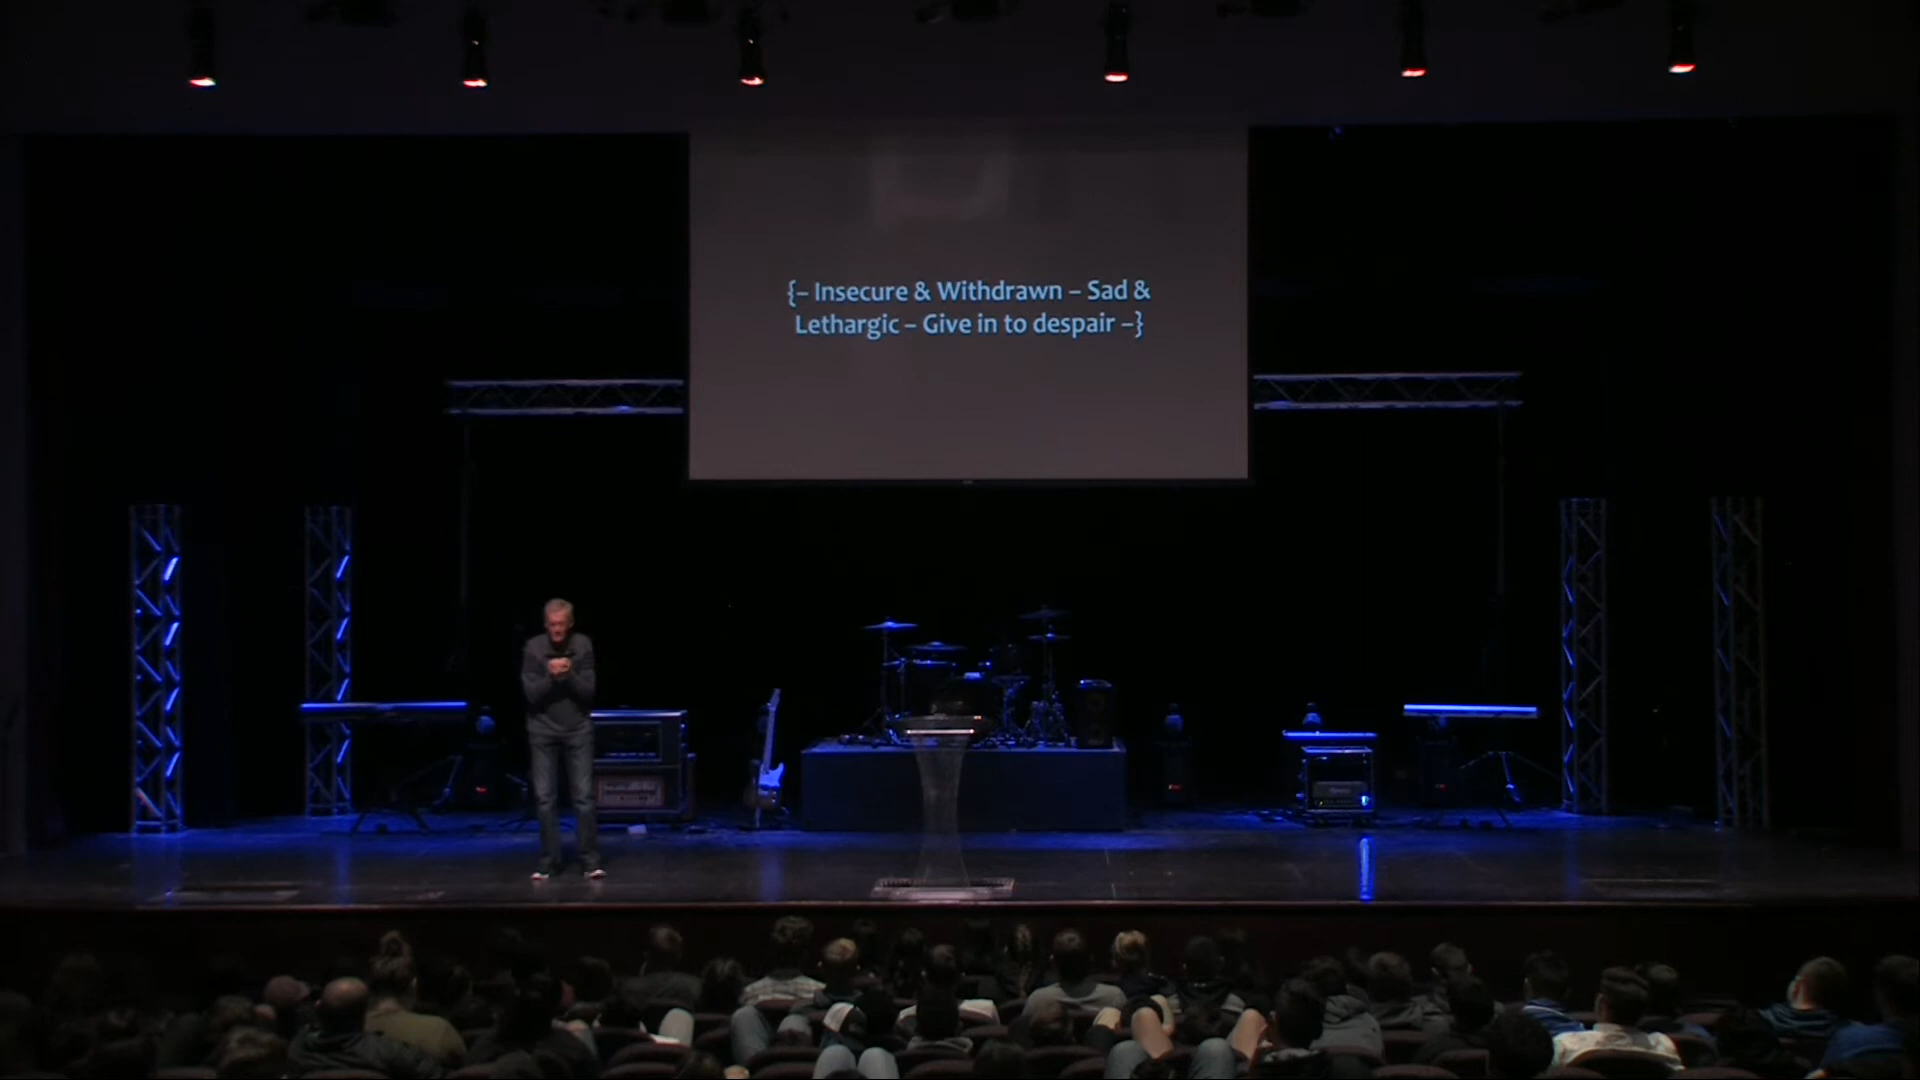 {– Insecure & Withdrawn – Sad &
Lethargic – Give in to despair –}